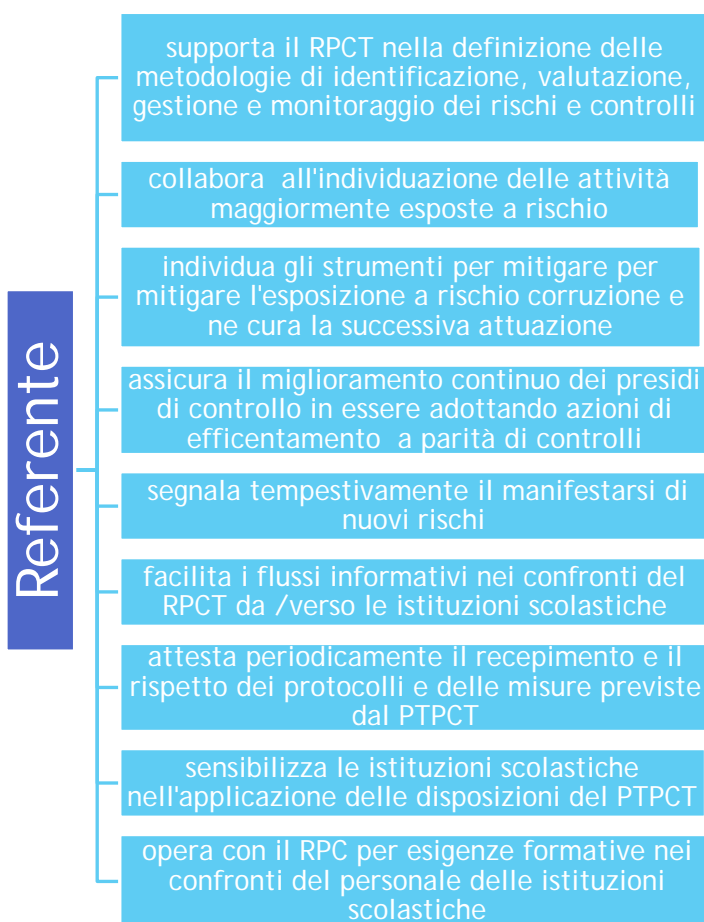 Referente
supporta il RPCT nella definizione delle
metodologie di identificazione, valutazione,
gestione e monitoraggio dei rischi e controlli
collabora  all'individuazione delle attività
maggiormente esposte a rischio
individua gli strumenti per mitigare per
mitigare l'esposizione a rischio corruzione e
ne cura la successiva attuazione
assicura il miglioramento continuo dei presidi
di controllo in essere adottando azioni di
efficentamento  a parità di controlli
segnala tempestivamente il manifestarsi di
nuovi rischi
facilita i flussi informativi nei confronti del
RPCT da /verso le istituzioni scolastiche
attesta periodicamente il recepimento e il
rispetto dei protocolli e delle misure previste
dal PTPCT
sensibilizza le istituzioni scolastiche
nell'applicazione delle disposizioni del PTPCT
opera con il RPC per esigenze formative nei
confronti del personale delle istituzioni
scolastiche